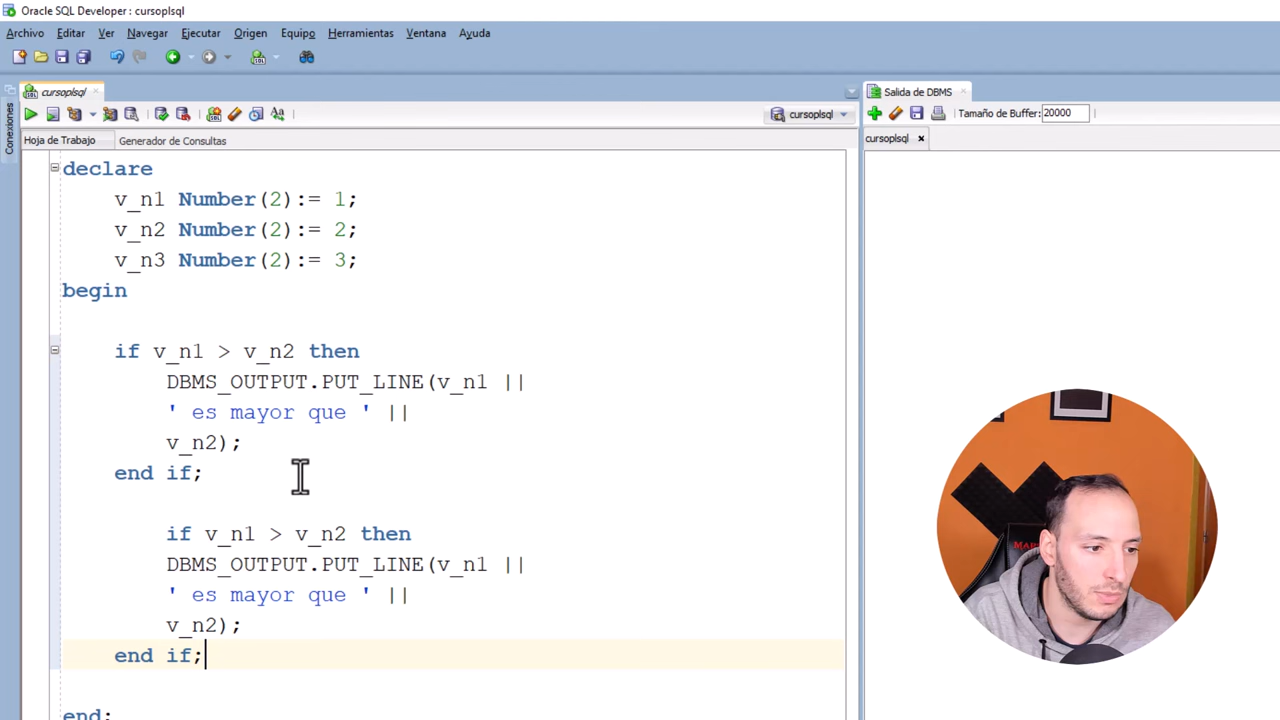 Oracle SQL Developer : cursoplsql
Archivo Editar Ver Navegar Ejecutar Origen Equipo Herramientas Ventana Ayuda
cursoplsql
Salida de DBMS
cursoplsql
Tamaño de Buffer: 20000
Conexiones
Hoja de Trabajo Generador de Consultas
cursoplsql
declare
v_n1 Number(2):= 1;
v_n2 Number(2):= 2;
v_n3 Number(2):= 3;
begin
if v_n1 > v_n2 then
DBMS_OUTPUT.PUT_LINE(v_n1 ||
' es mayor que ' ||
v_n2);
end if;
if v_n1 > v_n2 then
DBMS_OUTPUT.PUT_LINE(v_n1 ||
' es mayor que ' ||
v_n2);
end if;
end;